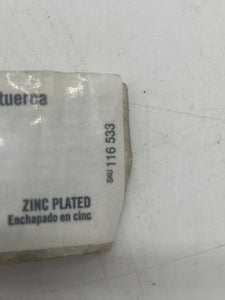 tuerca
SKU 116 533
ZINC PLATED
Enchapado en cinc